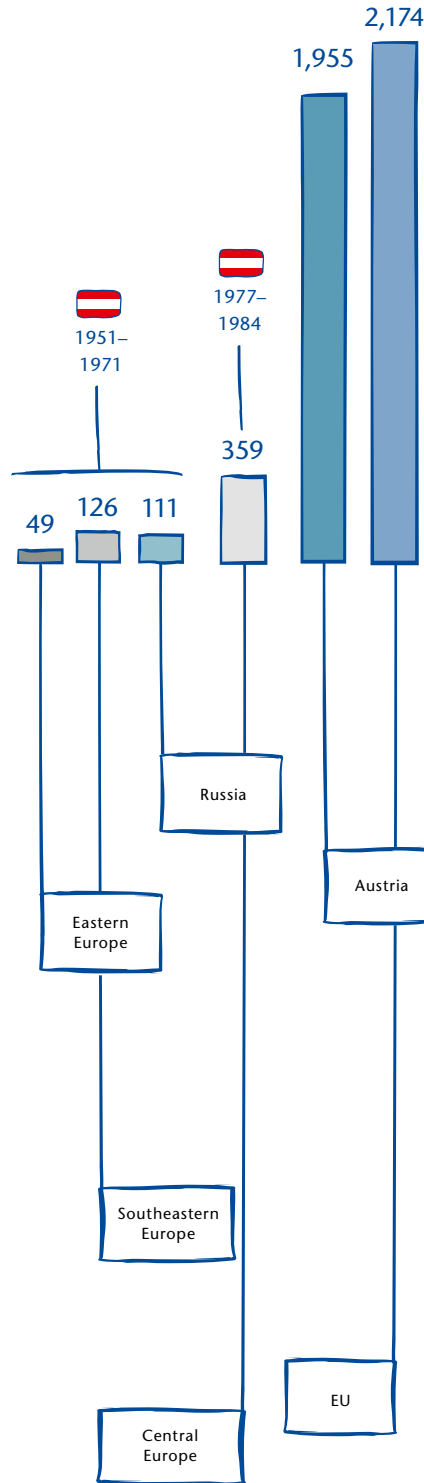 2,174
1,955
1977–
1984
1951–
1971
359
126
111
49
Russia
Austria
Eastern
Europe
Southeastern
Europe
EU
Central
Europe